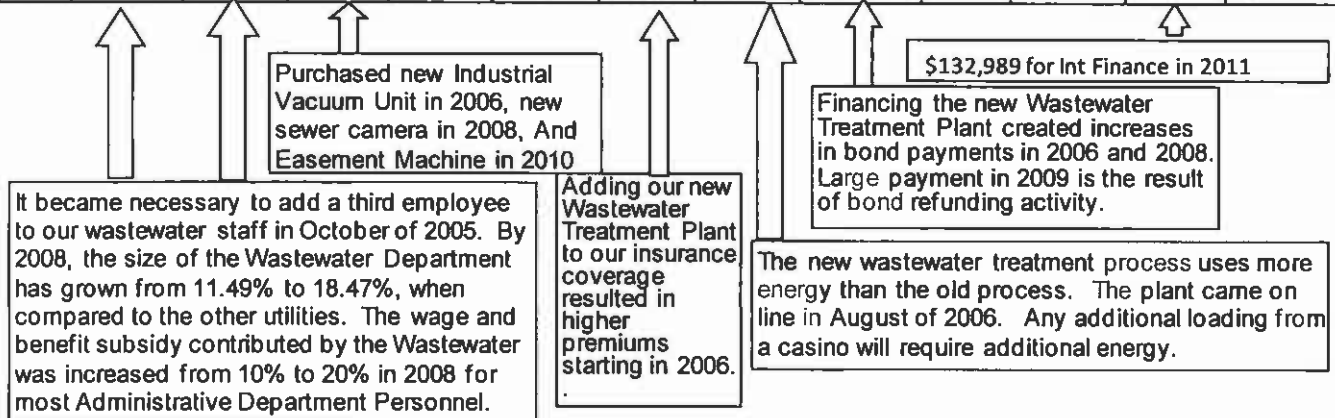 Purchased new Industrial
Vacuum Unit in 2006, new
sewer camera in 2008, And
Easement Machine in 2010
$132,989 for Int Finance in 2011
Financing the new Wastewater
Treatment Plant created increases
in bond payments in 2006 and 2008.
Large payment in 2009 is the result
of bond refunding activity.
It became necessary to add a third employee
to our wastewater staff in October of 2005. By
2008, the size of the Wastewater Department
has grown from 11.49% to 18.47%, when
compared to the other utilities. The wage and
benefit subsidy contributed by the Wastewater
was increased from 10% to 20% in 2008 for
most Administrative Department Personnel.
Adding our new
Wastewater
Treatment Plant
to our insurance
coverage
resulted in
higher
premiums
starting in 2006.
.
The new wastewater treatment process uses more
energy than the old process. The plant came on
line in August of 2006. Any additional loading from
a casino will require additional energy.